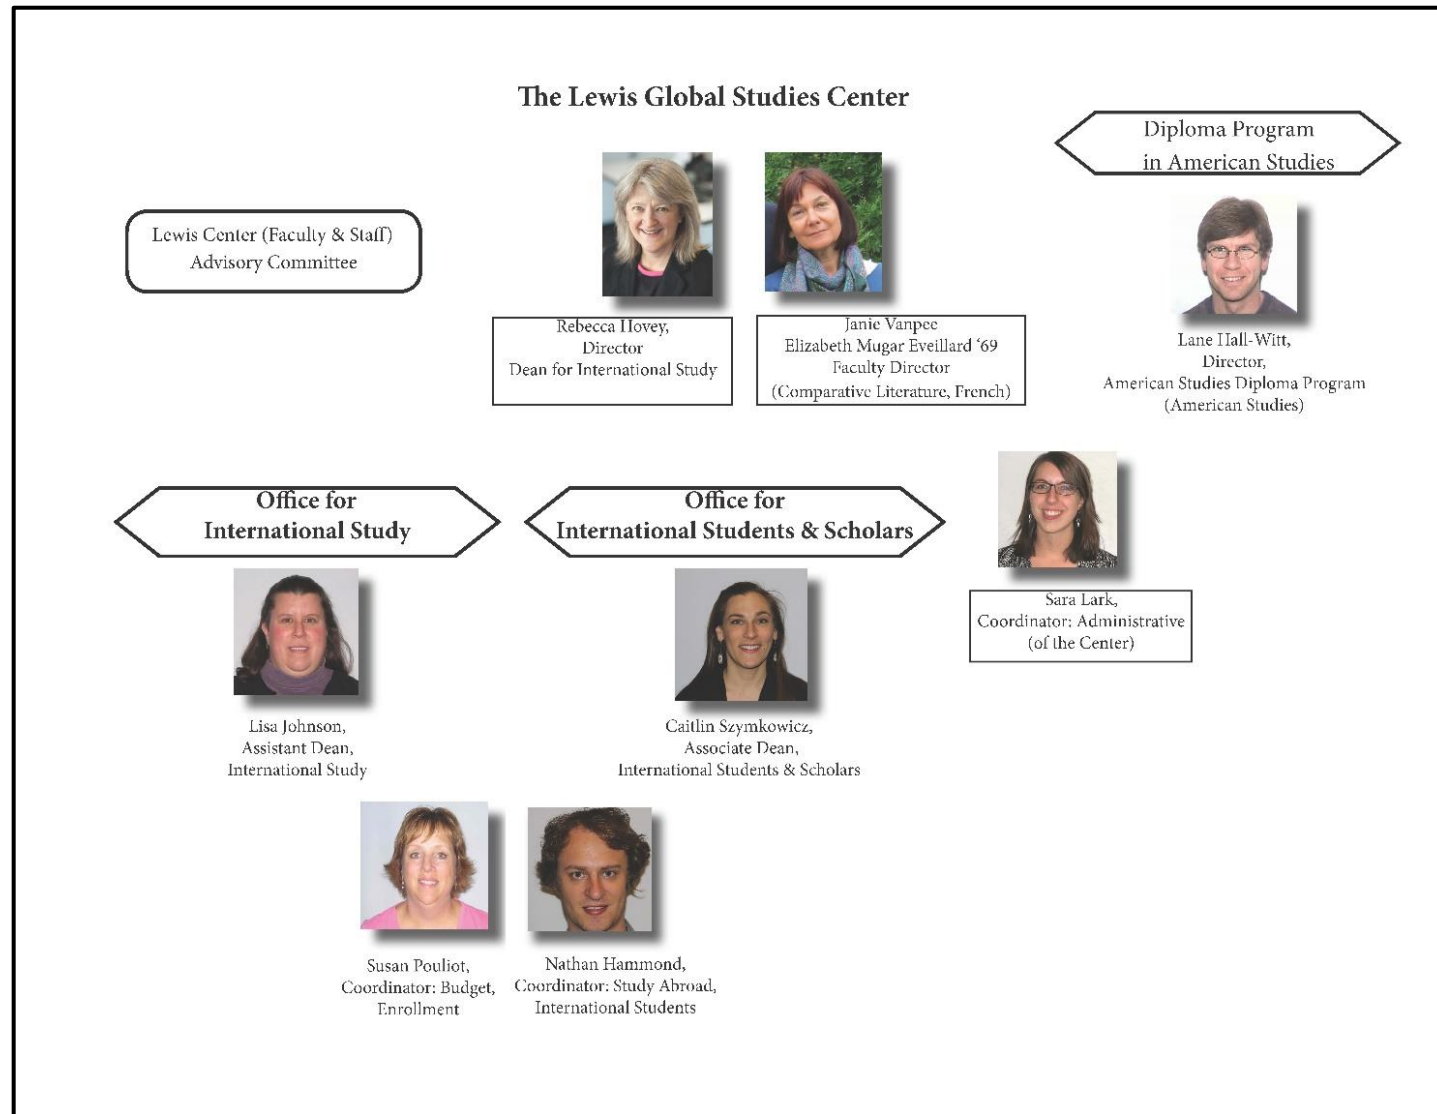 The Lewis Global Studies Center
Diploma Program
in American Studies
Lewis Center (Faculty & Staff)
Advisory Committee
Rebecca Hovey,
Director
Dean for International Study
Janie Vanpee
Elizabeth Mugar Eveillard ‘69
Faculty Director
(Comparative Literature, French)
Lane Hall-Witt,
Director,
American Studies Diploma Program
(American Studies)
Office for
International Study
Office for
International Students & Scholars
Sara Lark,
Coordinator: Administrative
(of the Center)
Lisa Johnson,
Assistant Dean,
International Study
Caitlin Szymkowicz,
Associate Dean,
International Students & Scholars
Susan Pouliot,
Coordinator: Budget,
Enrollment
Nathan Hammond,
Coordinator: Study Abroad,
International Students